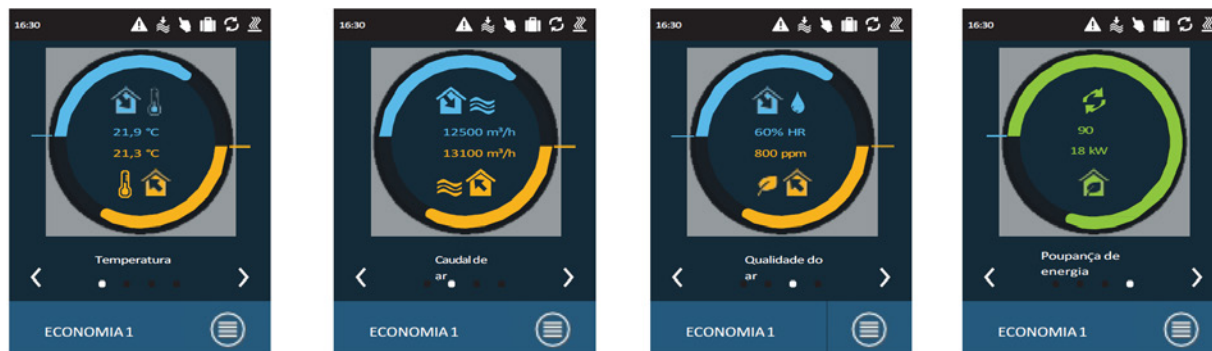 16:30
21,9 °C
21,3 °C
Temperatura
ECONOMIA 1
16:30
12500 m³/h
13100 m³/h
Caudal de
ar
ECONOMIA 1
16:30
60% HR
800 ppm
Qualidade do
ar
ECONOMIA 1
16:30
90
18 kW
Poupança de
energia
ECONOMIA 1